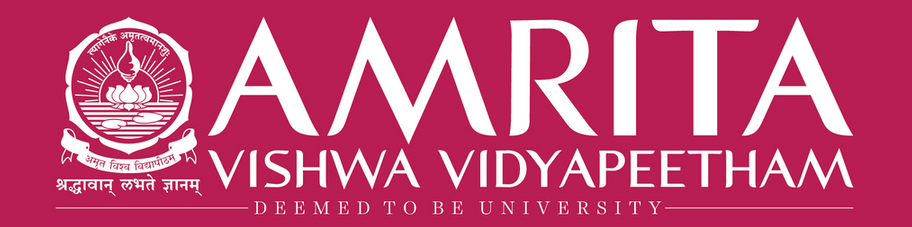 त्यागेनैके अमृतत्वमानशुः
अमृत विश्व विद्यापीठम्
श्रद्धावान् लभते ज्ञानम्
AMRITA
VISHWA VIDYAPEETHAM
DEEMED TO BE UNIVERSITY